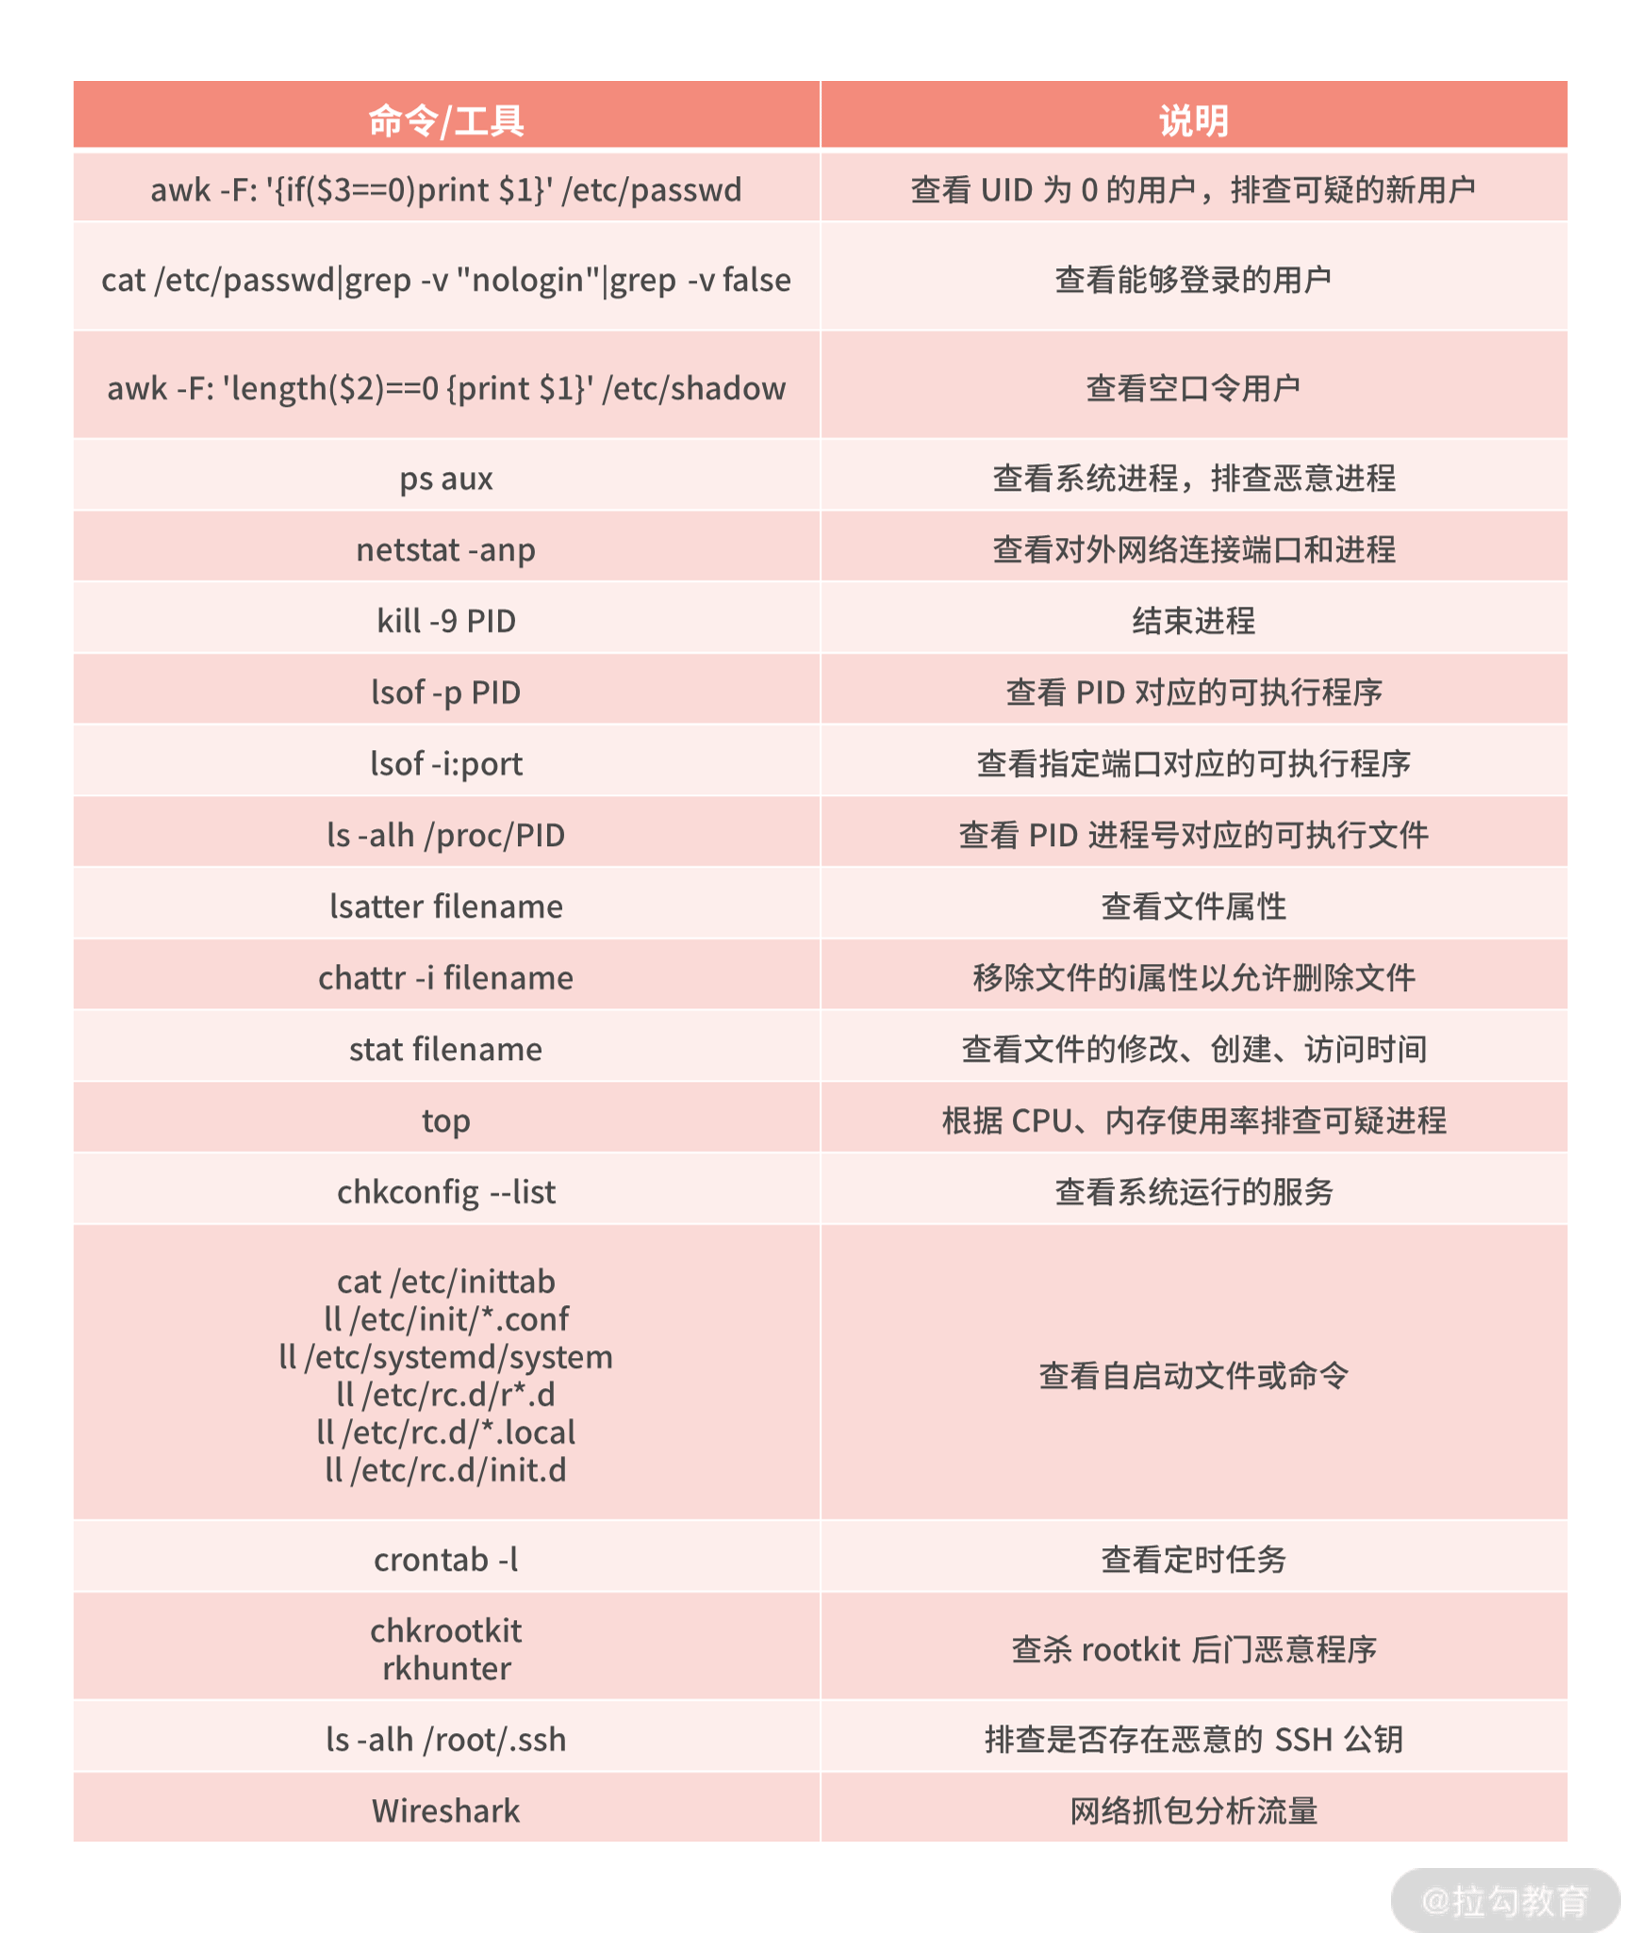 命令/工具 说明
awk -F: '{if($3==0)print $1}' /etc/passwd 查看 UID 为 0 的用户，排查可疑的新用户
cat /etc/passwd|grep -v "nologin"|grep -v false 查看能够登录的用户
awk -F: 'length($2)==0 {print $1}' /etc/shadow 查看空口令用户
ps aux 查看系统进程，排查恶意进程
netstat -anp 查看对外网络连接端口和进程
kill -9 PID 结束进程
lsof -p PID 查看 PID 对应的可执行程序
lsof -i:port 查看指定端口对应的可执行程序
ls -alh /proc/PID 查看 PID 进程号对应的可执行文件
lsatter filename 查看文件属性
chattr -i filename 移除文件的i属性以允许删除文件
stat filename 查看文件的修改、创建、访问时间
top 根据 CPU、内存使用率排查可疑进程
chkconfig --list 查看系统运行的服务
cat /etc/inittab
ll /etc/init/*.conf
ll /etc/systemd/system
ll /etc/rc.d/r*.d
ll /etc/rc.d/*.local
ll /etc/rc.d/init.d
查看自启动文件或命令
crontab -l 查看定时任务
chkrootkit
rkhunter
查杀 rootkit 后门恶意程序
ls -alh /root/.ssh 排查是否存在恶意的 SSH 公钥
Wireshark 网络抓包分析流量
@拉勾教育